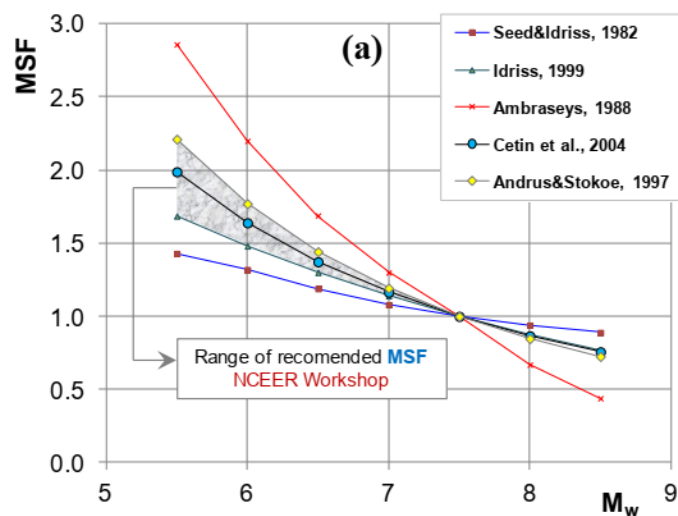 MSF
3.0
2.5
2.0
1.5
1.0
0.5
0.0
(a)
Seed&Idriss, 1982
Idriss, 1999
Ambraseys, 1988
Cetin et al., 2004
Andrus&Stokoe, 1997
Range of recomended MSF
NCEER Workshop
5 6 7 8 9
Mw